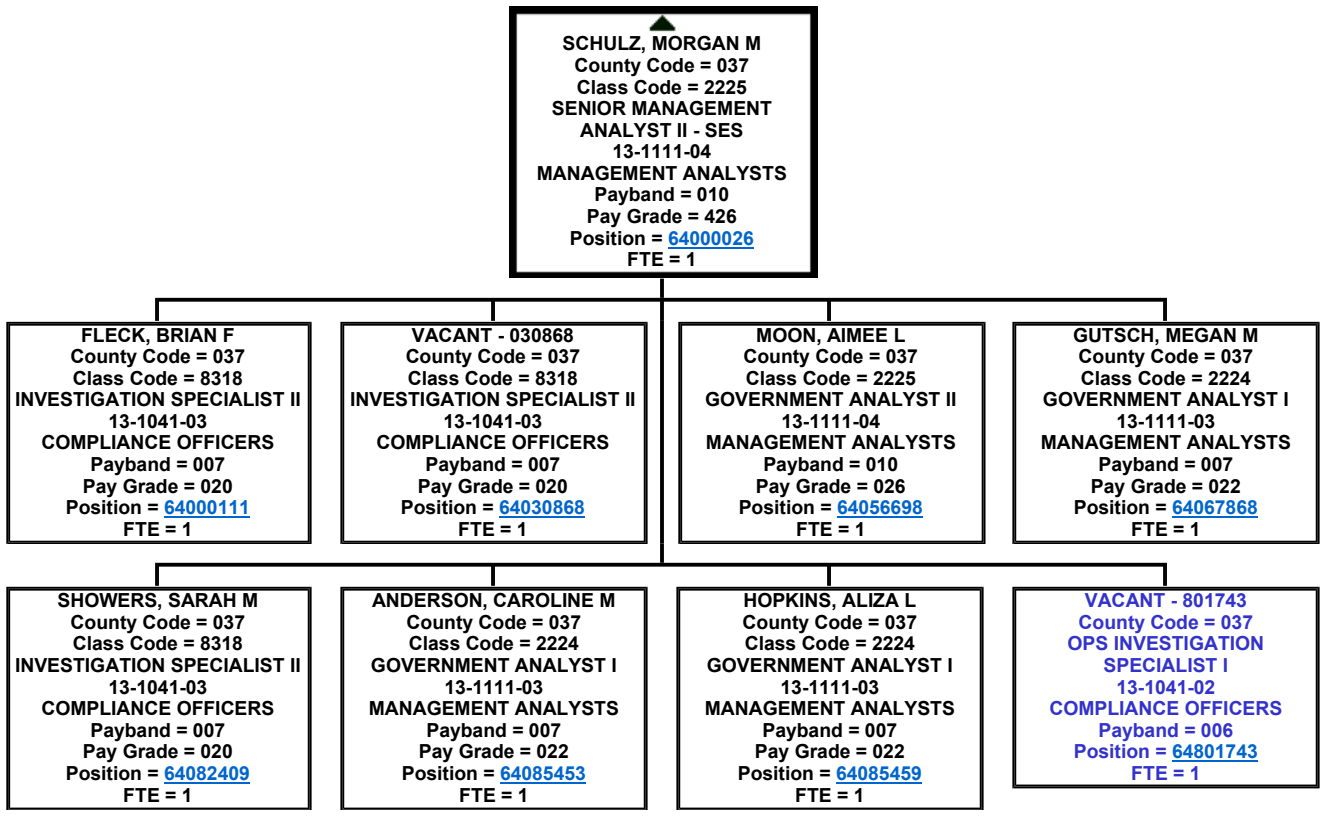 SCHULZ, MORGAN M
County Code = 037
Class Code = 2225
SENIOR MANAGEMENT
ANALYST II - SES
13-1111-04
MANAGEMENT ANALYSTS
Payband = 010
Pay Grade = 426
Position = 64000026
FTE = 1
FLECK, BRIAN F
County Code = 037
Class Code = 8318
INVESTIGATION SPECIALIST II
13-1041-03
COMPLIANCE OFFICERS
Payband = 007
Pay Grade = 020
Position = 64000111
FTE = 1
VACANT - 030868
County Code = 037
Class Code = 8318
INVESTIGATION SPECIALIST II
13-1041-03
COMPLIANCE OFFICERS
Payband = 007
Pay Grade = 020
Position = 64030868
FTE = 1
MOON, AIMEE L
County Code = 037
Class Code = 2225
GOVERNMENT ANALYST II
13-1111-04
MANAGEMENT ANALYSTS
Payband = 010
Pay Grade = 026
Position = 64056698
FTE = 1
GUTSCH, MEGAN M
County Code = 037
Class Code = 2224
GOVERNMENT ANALYST I
13-1111-03
MANAGEMENT ANALYSTS
Payband = 007
Pay Grade = 022
Position = 64067868
FTE = 1
SHOWERS, SARAH M
County Code = 037
Class Code = 8318
INVESTIGATION SPECIALIST II
13-1041-03
COMPLIANCE OFFICERS
Payband = 007
Pay Grade = 020
Position = 64082409
FTE = 1
ANDERSON, CAROLINE M
County Code = 037
Class Code = 2224
GOVERNMENT ANALYST I
13-1111-03
MANAGEMENT ANALYSTS
Payband = 007
Pay Grade = 022
Position = 64085453
FTE = 1
HOPKINS, ALIZA L
County Code = 037
Class Code = 2224
GOVERNMENT ANALYST I
13-1111-03
MANAGEMENT ANALYSTS
Payband = 007
Pay Grade = 022
Position = 64085459
FTE = 1
VACANT - 801743
County Code = 037
OPS INVESTIGATION
SPECIALIST I
13-1041-02
COMPLIANCE OFFICERS
Payband = 006
Position = 64801743
FTE = 1